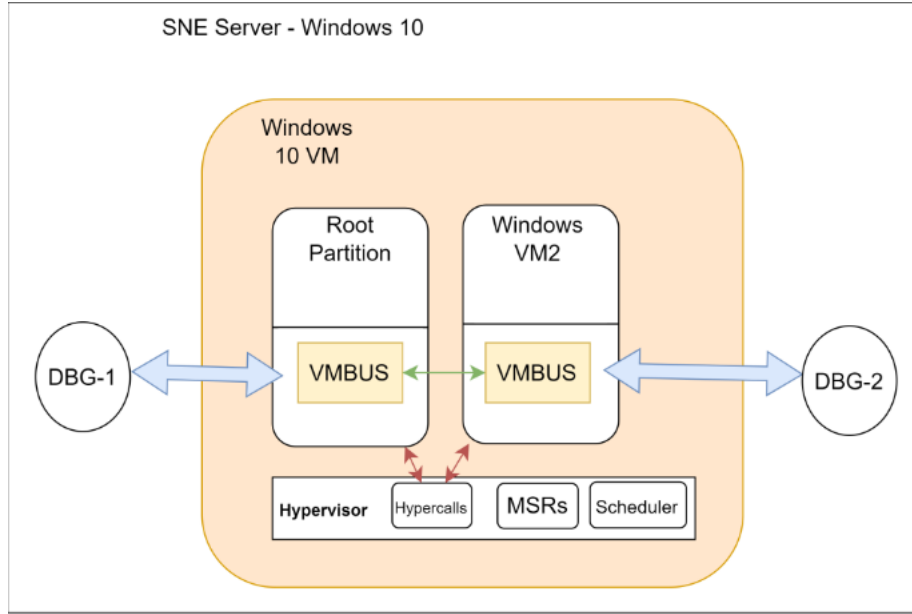 SNE Server - Windows 10
Windows
10 VM
Root
Partition
Windows
VM2
DBG-1
VMBUS
VMBUS
DBG-2
Hypervisor
Hypercalls
MSRs
Scheduler